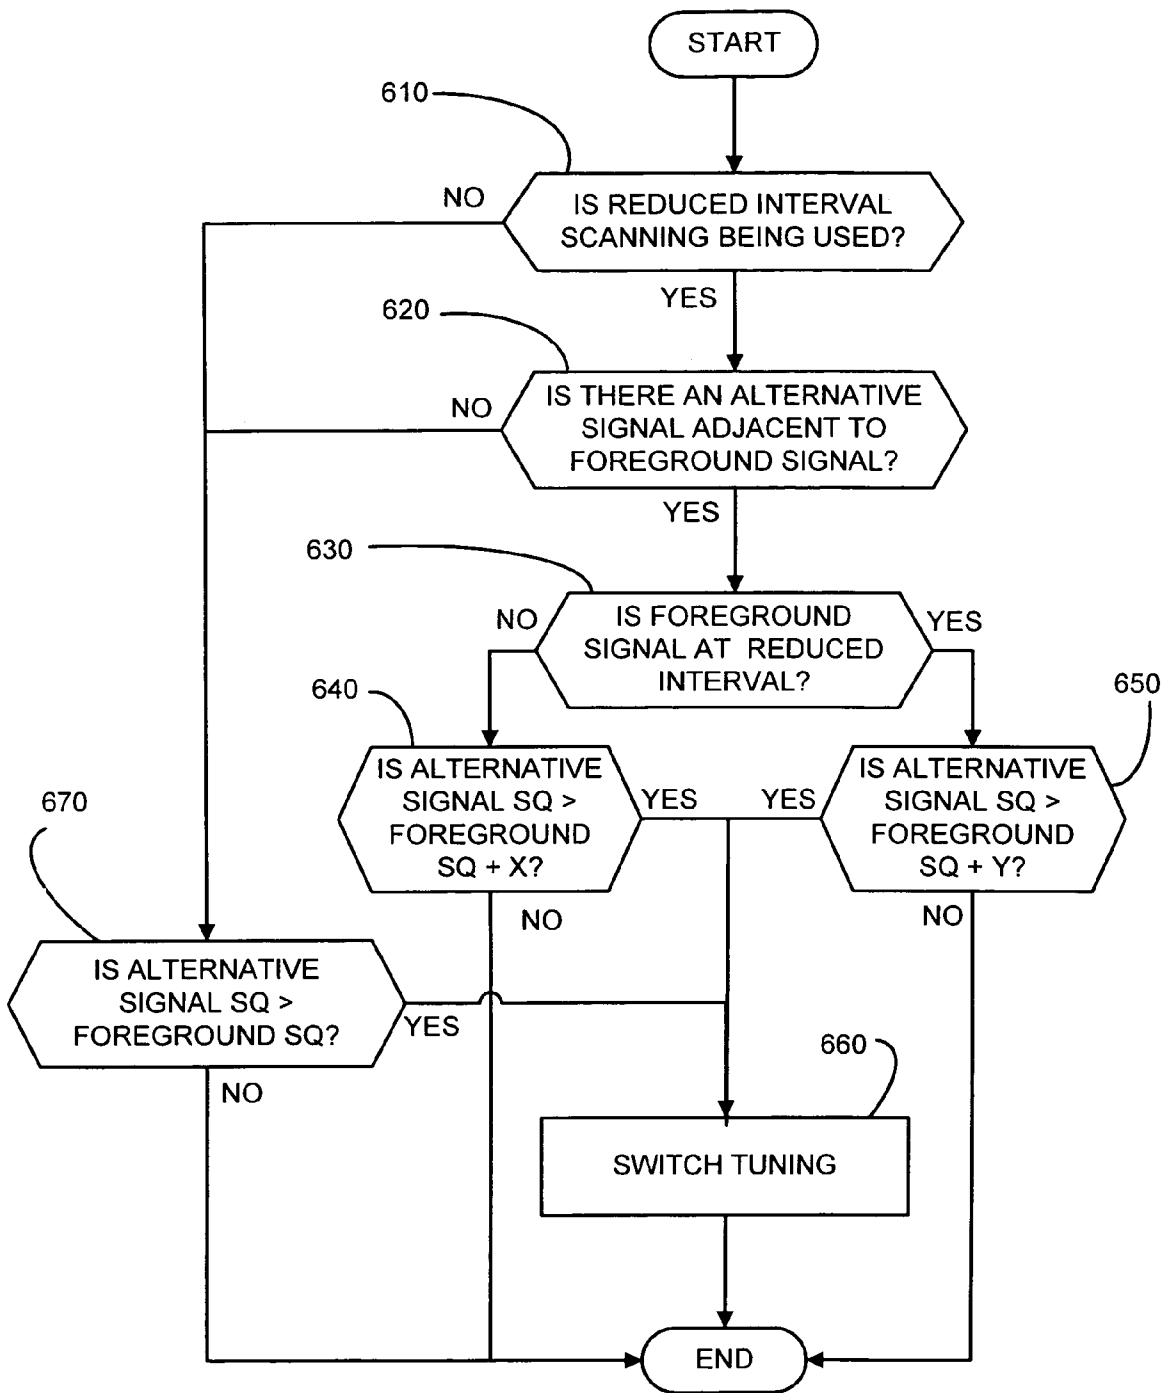 START
610
NO
IS REDUCED INTERVAL
SCANNING BEING USED?
YES
620
NO
IS THERE AN ALTERNATIVE
SIGNAL ADJACENT TO
FOREGROUND SIGNAL?
YES
630
NO
IS FOREGROUND
SIGNAL AT REDUCED
INTERVAL?
YES
640
650
IS ALTERNATIVE
SIGNAL SQ >
FOREGROUND
SQ + X?
YES
YES
IS ALTERNATIVE
SIGNAL SQ >
FOREGROUND
SQ + Y?
NO
NO
670
IS ALTERNATIVE
SIGNAL SQ >
FOREGROUND SQ?
YES
NO
660
SWITCH TUNING
END